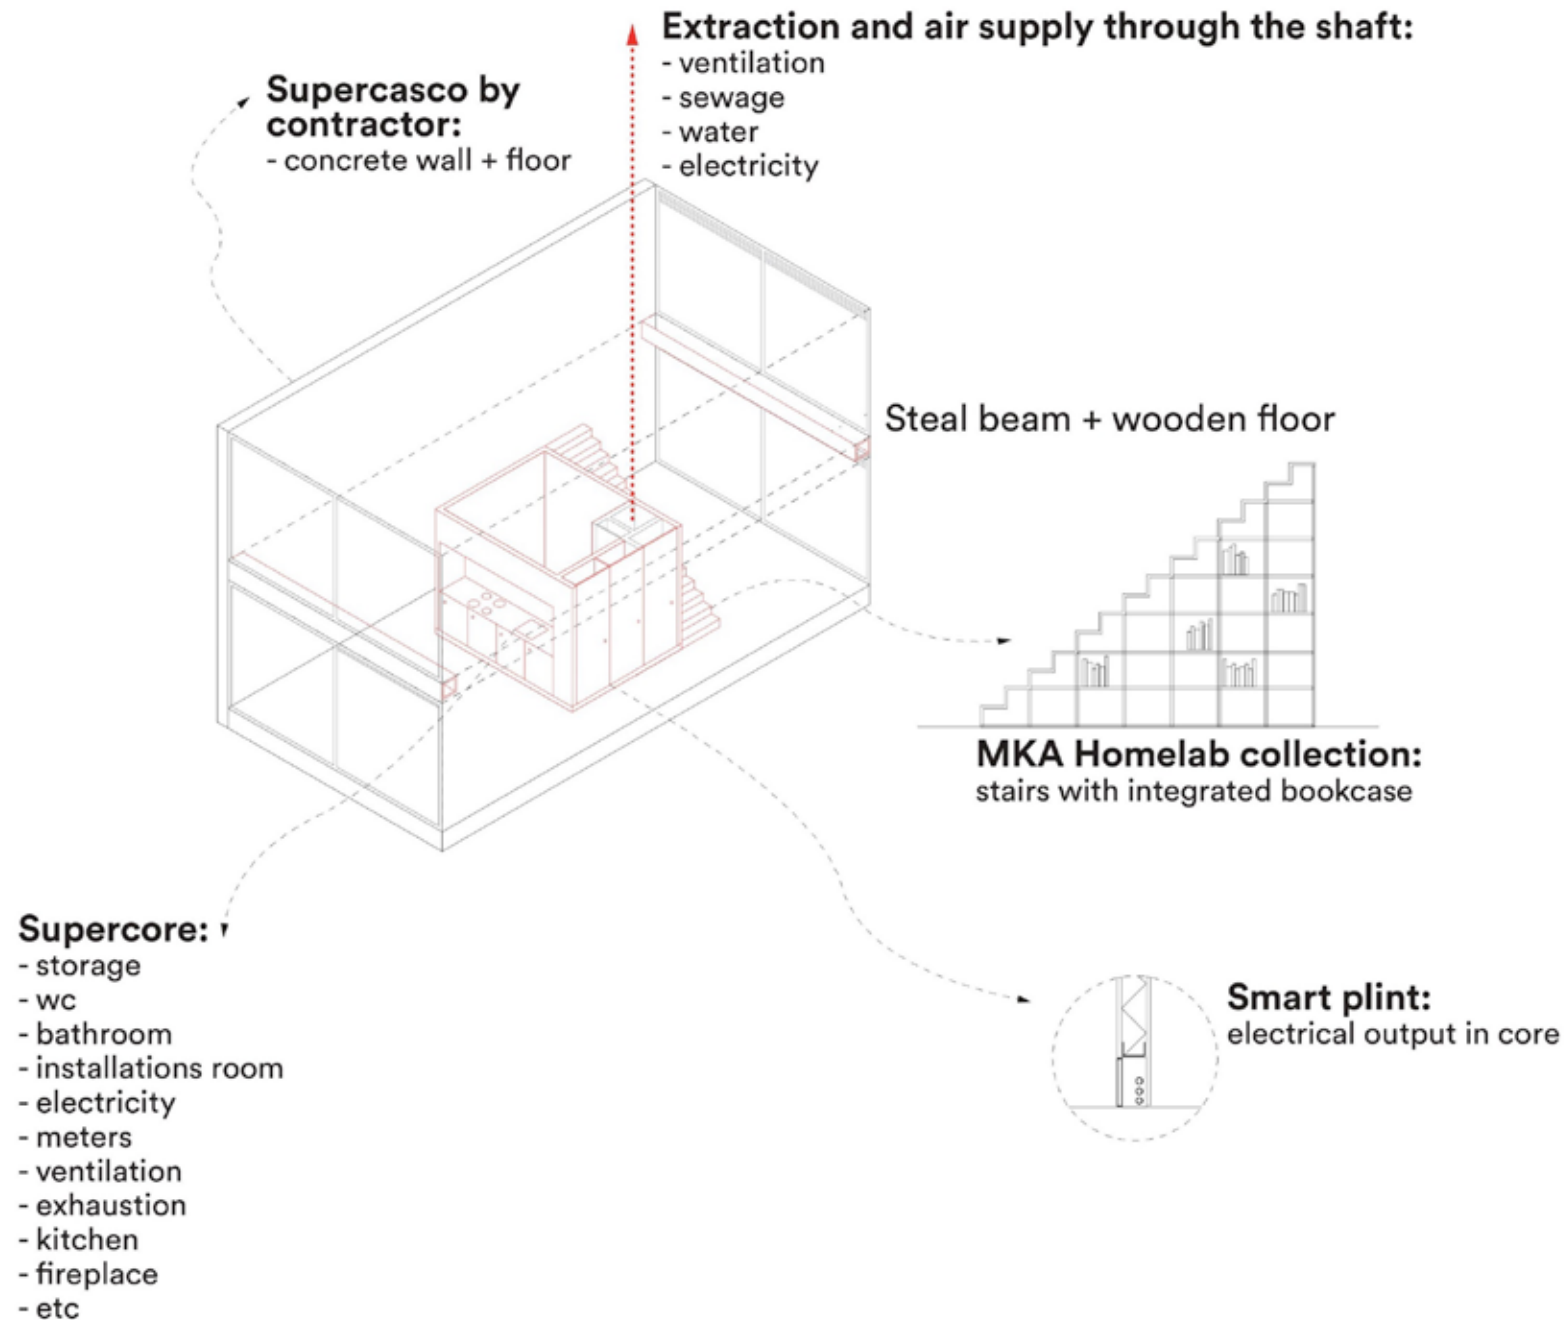 Extraction and air supply through the shaft:
- ventilation
- sewage
- water
- electricity
Supercasco by
contractor:
- concrete wall + floor
Steal beam + wooden floor
MKA Homelab collection:
stairs with integrated bookcase
Supercore:
- storage
- wc
- bathroom
- installations room
- electricity
- meters
- ventilation
- exhaustion
- kitchen
- fireplace
- etc
Smart plint:
electrical output in core